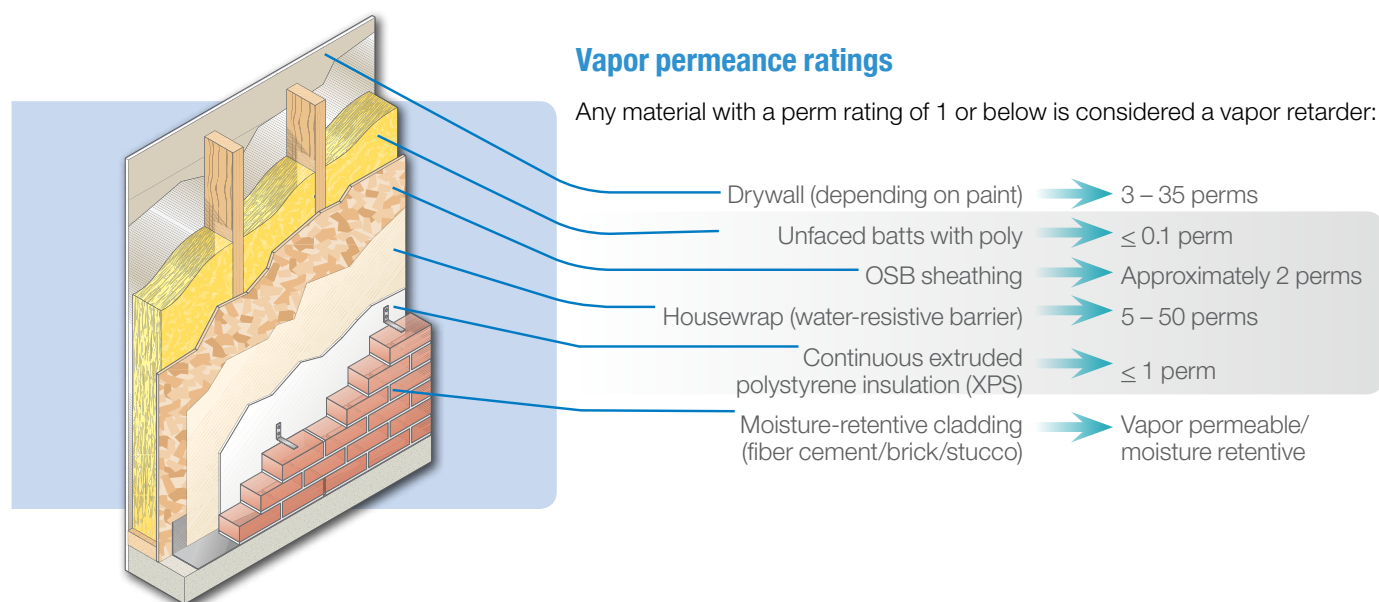 Vapor permeance ratings
Any material with a perm rating of 1 or below is considered a vapor retarder:
Drywall (depending on paint) 3 – 35 perms
Unfaced batts with poly ≤ 0.1 perm
OSB sheathing Approximately 2 perms
Housewrap (water-resistive barrier) 5 – 50 perms
Continuous extruded
polystyrene insulation (XPS) ≤ 1 perm
Moisture-retentive cladding Vapor permeable/
(fiber cement/brick/stucco) moisture retentive